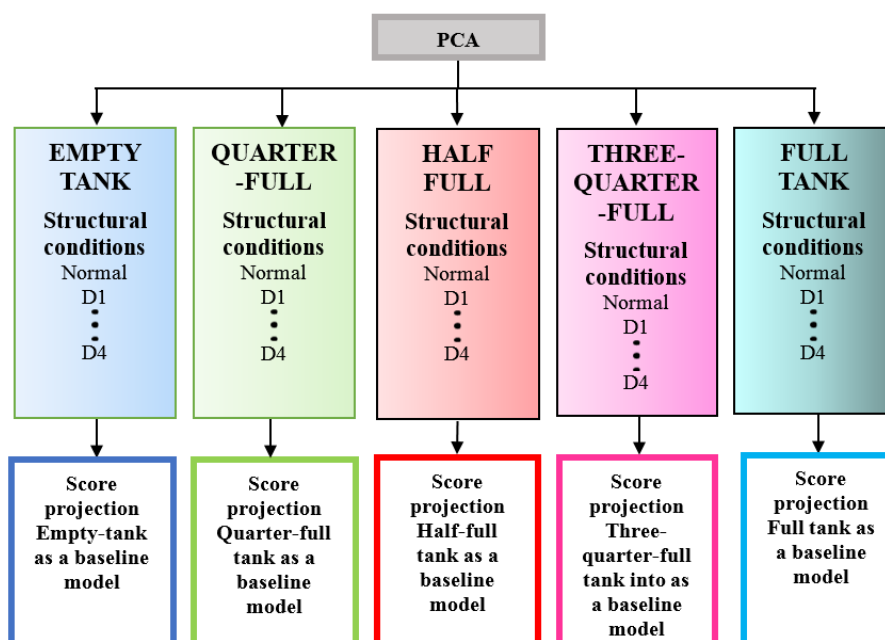 PCA
EMPTY
TANK
Structural
conditions
Normal
D1
D4
QUARTER
-FULL
Structural
conditions
Normal
D1
D4
HALF
FULL
Structural
conditions
Normal
D1
D4
THREE-
QUARTER
-FULL
Structural
conditions
Normal
D1
D4
FULL
TANK
Structural
conditions
Normal
D1
D4
Score
projection
Empty-tank
as a baseline
model
Score
projection
Quarter-full
tank as a
baseline
model
Score
projection
Half-full
tank as a
baseline
model
Score
projection
Three-
quarter-full
tank into as
a baseline
model
Score
projection
Full tank as
a baseline
model